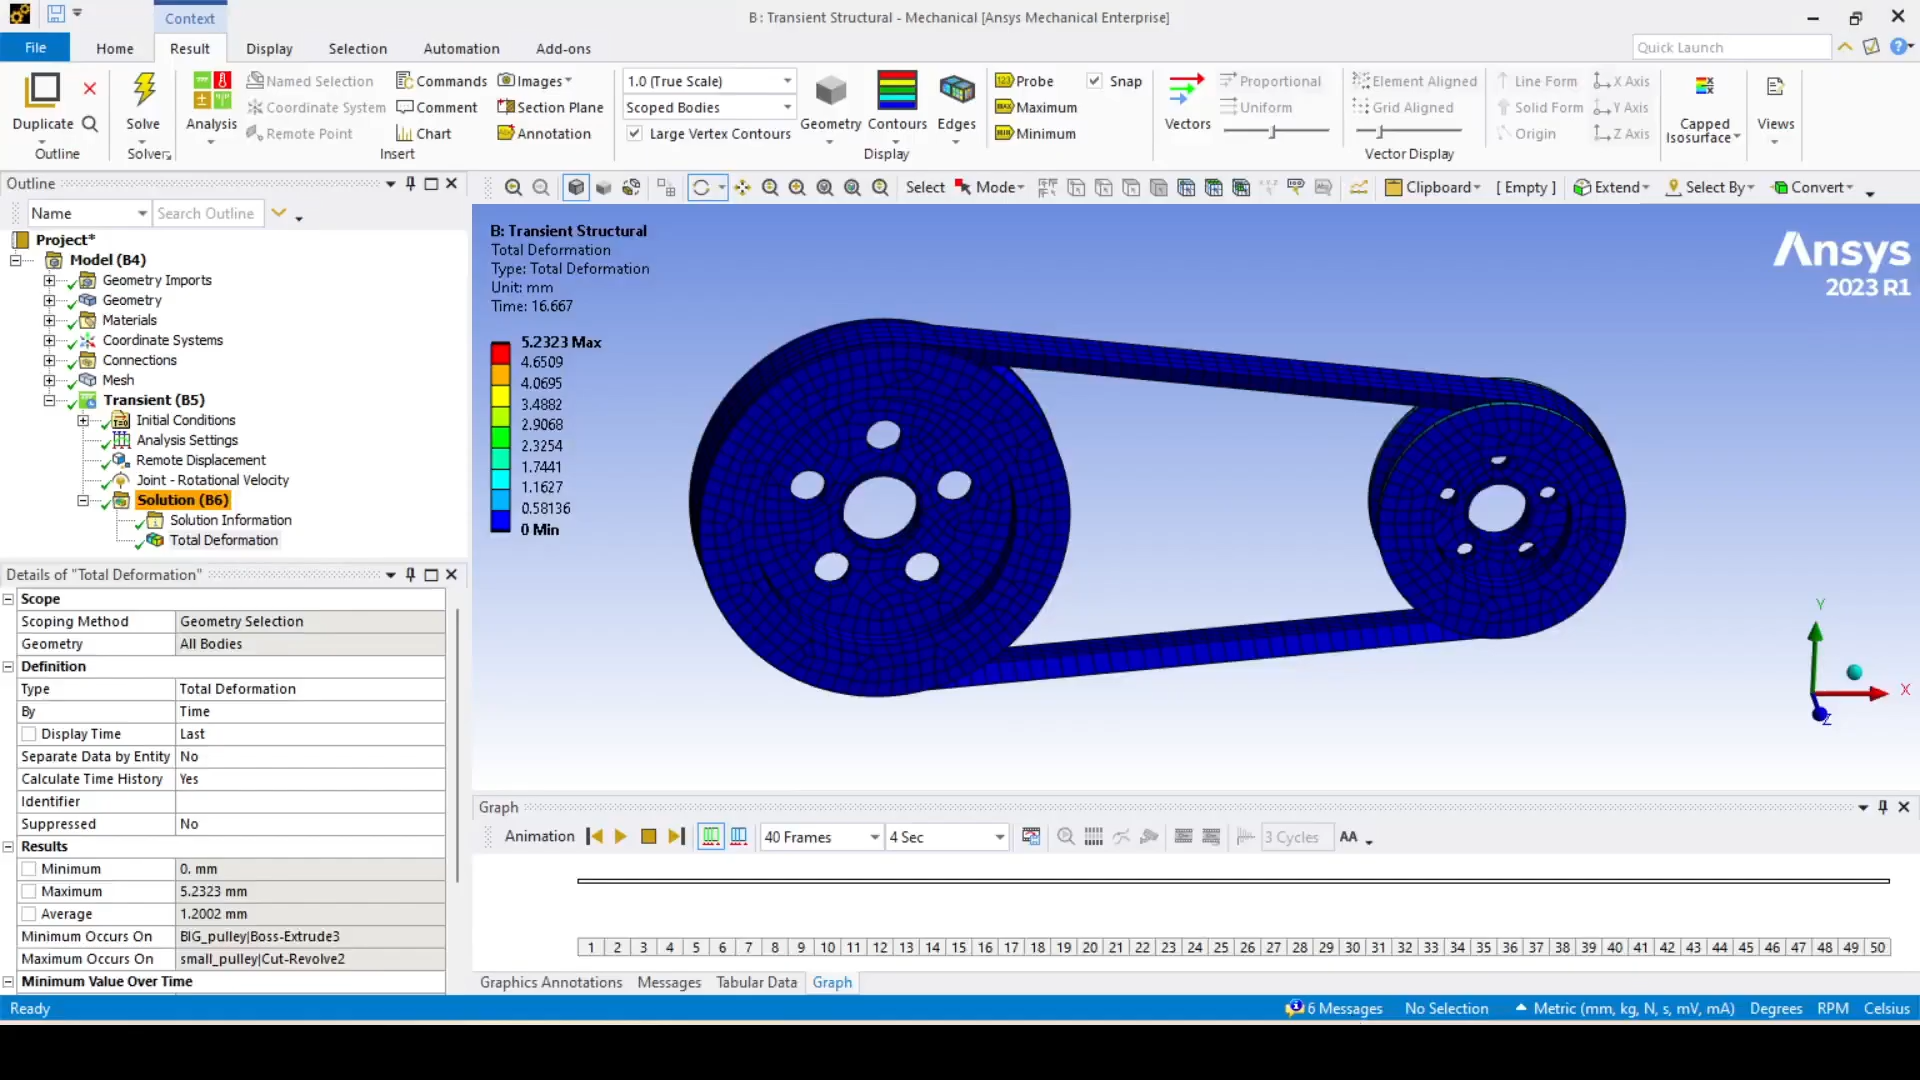 Context
B : Transient Structural - Mechanical [Ansys Mechanical Enterprise]
File
Home
Result
Display
Selection
Automation
Add-ons
Quick Launch
Duplicate
Outline
Solve
Solver
Analysis
Named Selection
Coordinate System
Remote Point
Commands
Comment
Chart
Images
Section Plane
Annotation
Insert
1.0 (True Scale)
Scoped Bodies
Large Vertex Contours
Geometry
Contours
Edges
Display
Probe
Maximum
Minimum
Snap
Vectors
Proportional
Uniform
Element Aligned
Grid Aligned
Line Form
Solid Form
Origin
X Axis
Y Axis
Z Axis
Vector Display
Capped
Isosurface
Views
Outline
Name
Search Outline
Select
Mode
Clipboard
[ Empty ]
Extend
Select By
Convert
Project*
Model (B4)
Geometry Imports
Geometry
Materials
Coordinate Systems
Connections
Mesh
Transient (B5)
Initial Conditions
Analysis Settings
Remote Displacement
Joint - Rotational Velocity
Solution (B6)
Solution Information
Total Deformation
Details of "Total Deformation"
Scope
Scoping Method Geometry Selection
Geometry All Bodies
Definition
Type Total Deformation
By Time
Display Time Last
Separate Data by Entity No
Calculate Time History Yes
Identifier
Suppressed No
Results
Minimum 0. mm
Maximum 5.2323 mm
Average 1.2002 mm
Minimum Occurs On BIG_pulley|Boss-Extrude3
Maximum Occurs On small_pulley|Cut-Revolve2
Minimum Value Over Time
B: Transient Structural
Total Deformation
Type: Total Deformation
Unit: mm
Time: 16.667
5.2323 Max
4.6509
4.0695
3.4882
2.9068
2.3254
1.7441
1.1627
0.58136
0 Min
Ansys
2023 R1
Y
X
Z
Graph
Animation
40 Frames
4 Sec
3 Cycles
AA
1 2 3 4 5 6 7 8 9 10 11 12 13 14 15 16 17 18 19 20 21 22 23 24 25 26 27 28 29 30 31 32 33 34 35 36 37 38 39 40 41 42 43 44 45 46 47 48 49 50
Graphics Annotations
Messages
Tabular Data
Graph
Ready
6 Messages
No Selection
Metric (mm, kg, N, s, mV, mA)
Degrees
RPM
Celsius